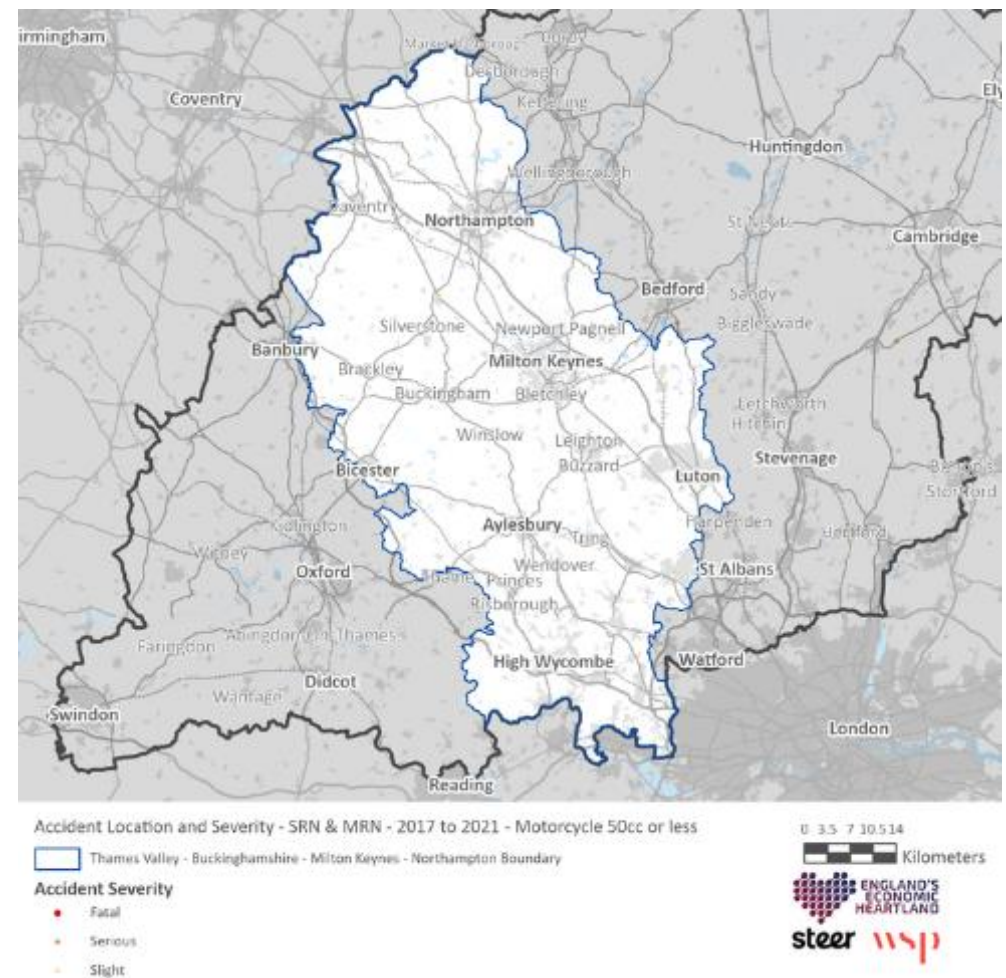 Birmingham
Coventry
Desborough
Kettering
Huntingdon
Wellingborough
Daventry
Northampton
St Neots
Cambridge
Bedford
Sandy
Biggleswade
Silverstone
Newport Pagnell
Banbury
Milton Keynes
Brackley
Buckingham
Bletchley
Letchworth
Hitchin
Winslow
Leighton
Buzzard
Stevenage
Bicester
Luton
Kidlington
Aylesbury
Harpenden
Hertford
Tring
Witney
Oxford
Wendover
St Albans
Thame
Princes
Risborough
Abingdon-on-Thames
Faringdon
High Wycombe
Watford
Didcot
Wantage
Swindon
London
Reading
Accident Location and Severity - SRN & MRN - 2017 to 2021 - Motorcycle 50cc or less
Thames Valley - Buckinghamshire - Milton Keynes - Northampton Boundary
Accident Severity
Fatal
Serious
Slight
0 3.5 7 10.5 14
Kilometers
ENGLAND'S
ECONOMIC
HEARTLAND
steer wsp